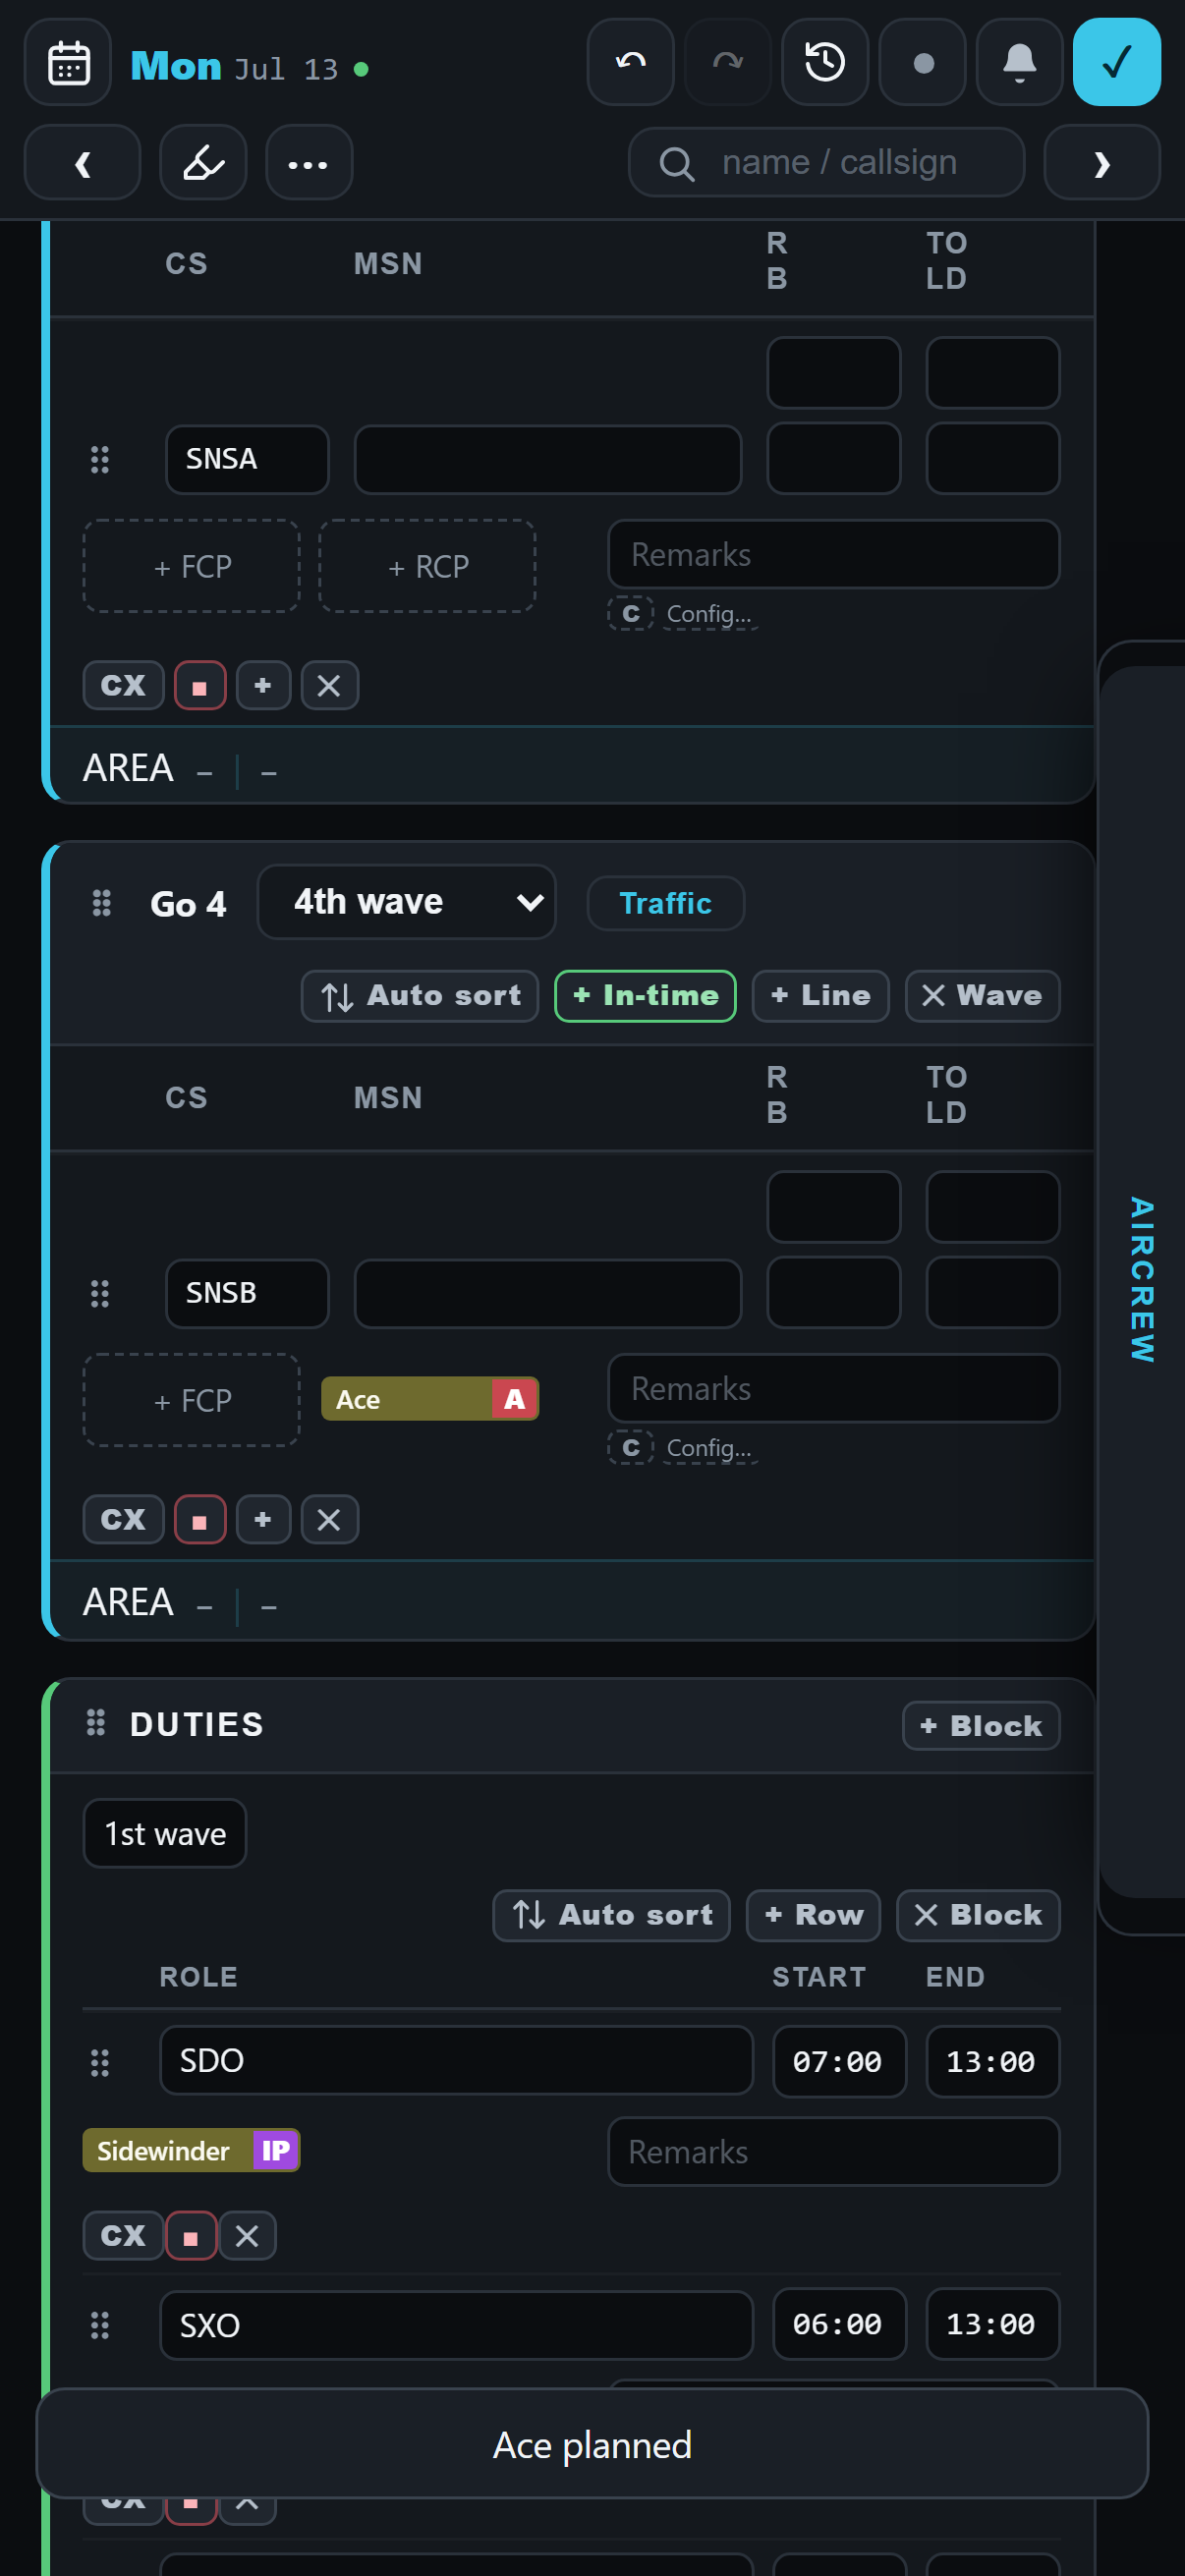 Mon Jul 13
name / callsign
CS MSN R B TO LD
SNSA
+ FCP + RCP Remarks
C Config...
CX +
AREA – | –
Go 4 4th wave Traffic
Auto sort + In-time + Line × Wave
CS MSN R B TO LD
SNSB
+ FCP Ace A Remarks
C Config...
CX +
AREA – | –
AIRCREW
DUTIES + Block
1st wave
Auto sort + Row × Block
ROLE START END
SDO 07:00 13:00
Sidewinder IP Remarks
CX
SXO 06:00 13:00
Ace planned
CX